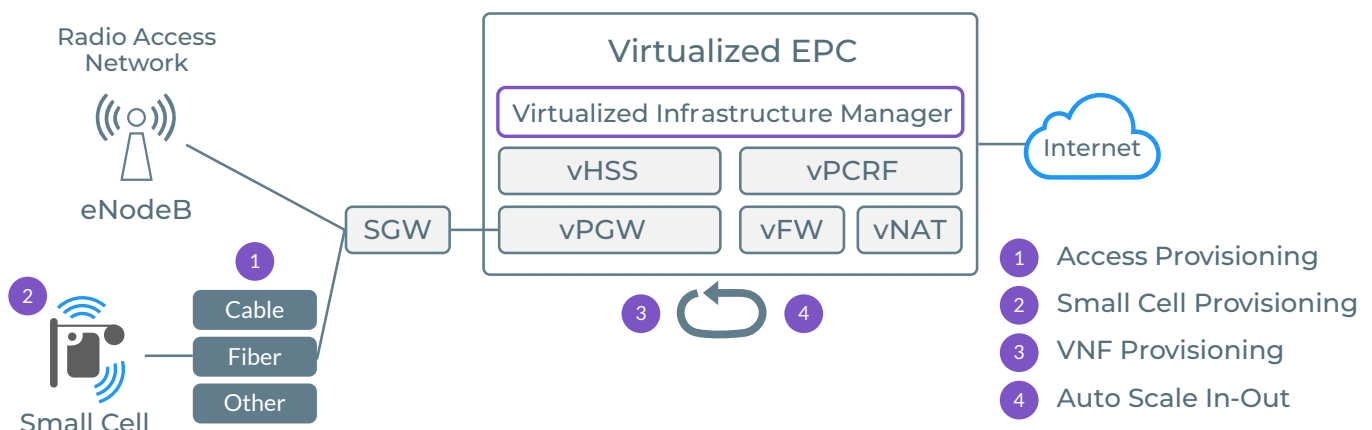 Radio Access
Network
eNodeB
2
Small Cell
1
Cable
Fiber
Other
SGW
Virtualized EPC
Virtualized Infrastructure Manager
vHSS
vPCRF
vPGW
vFW
vNAT
3
4
Internet
1 Access Provisioning
2 Small Cell Provisioning
3 VNF Provisioning
4 Auto Scale In-Out